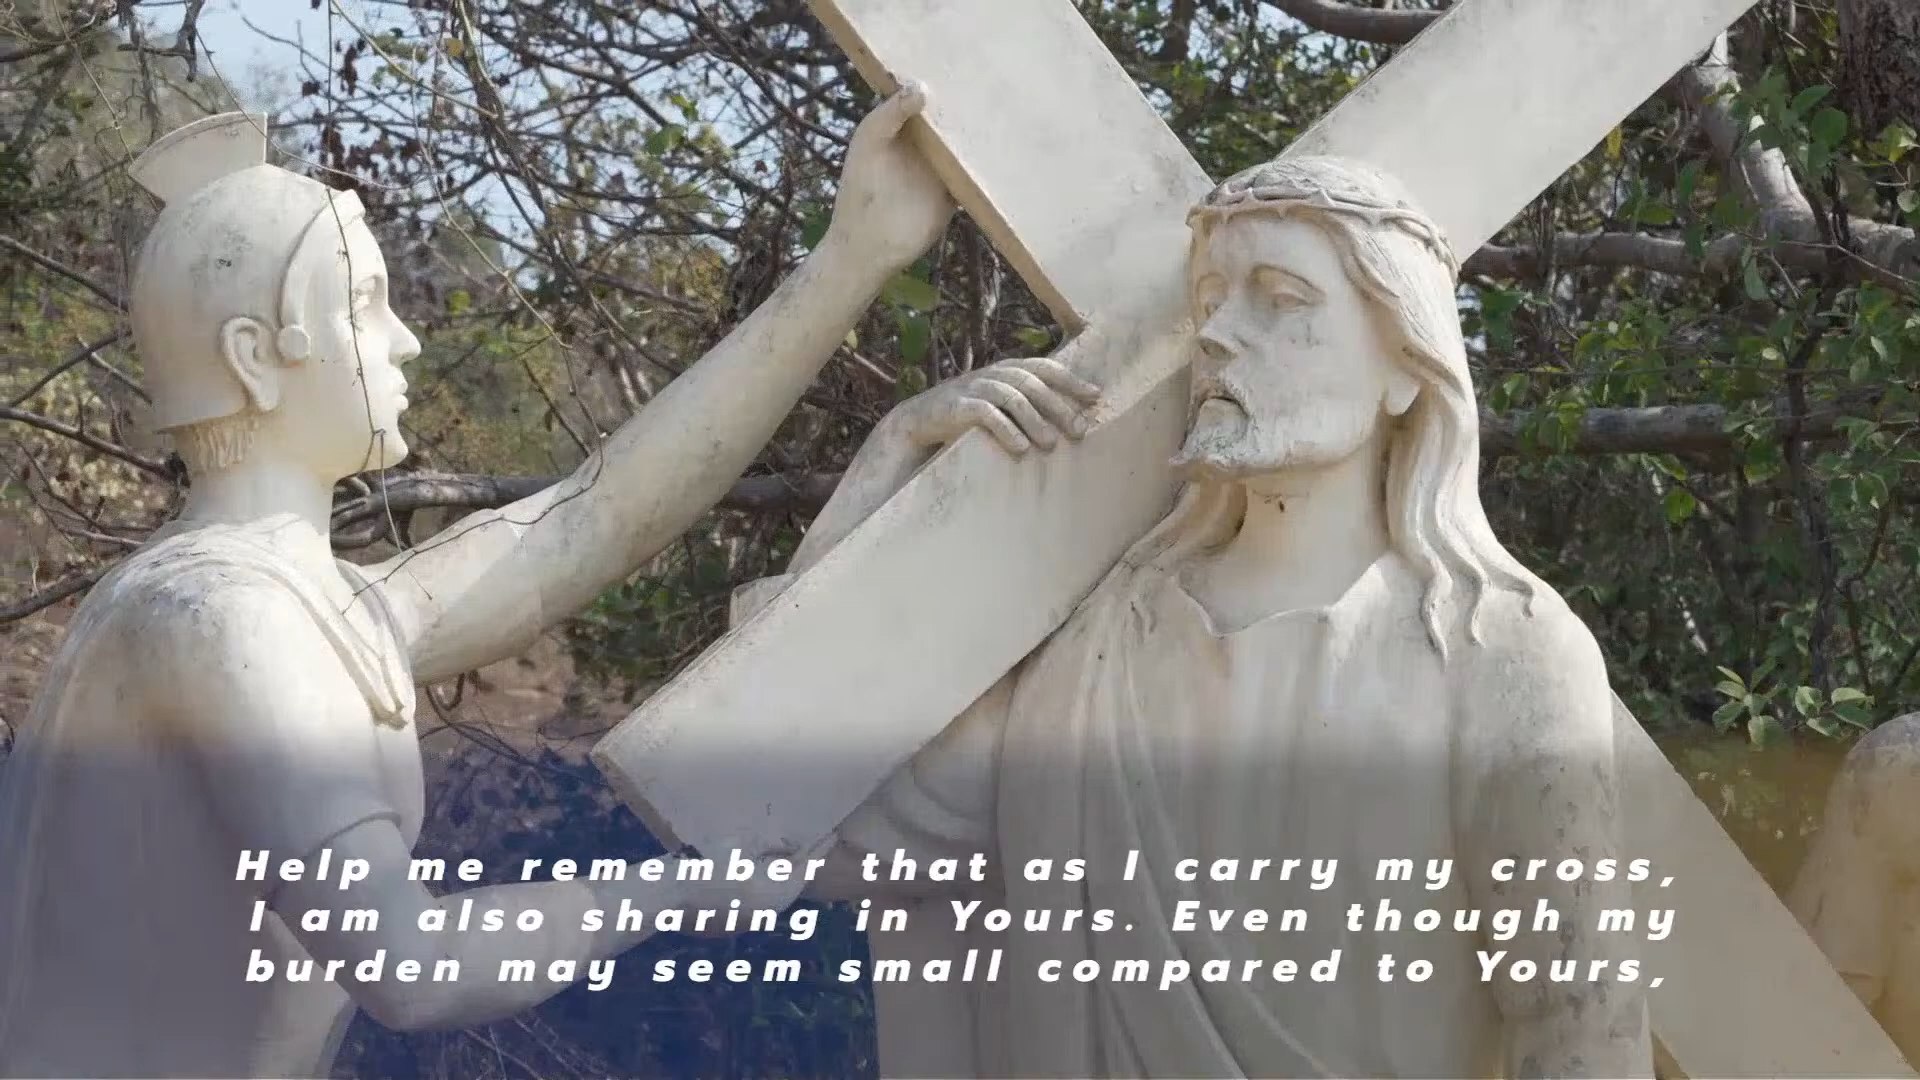 Help me remember that as I carry my cross,
I am also sharing in Yours. Even though my
burden may seem small compared to Yours,